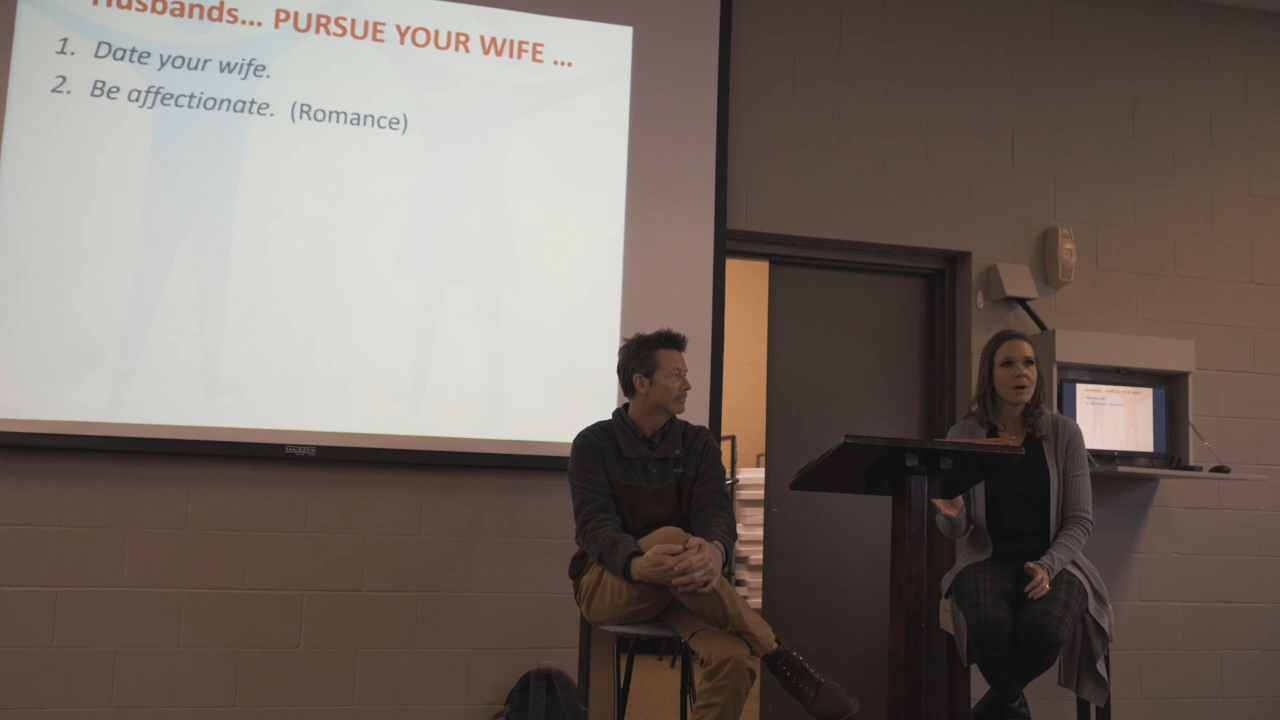 Husbands... PURSUE YOUR WIFE ...
1. Date your wife.
2. Be affectionate. (Romance)